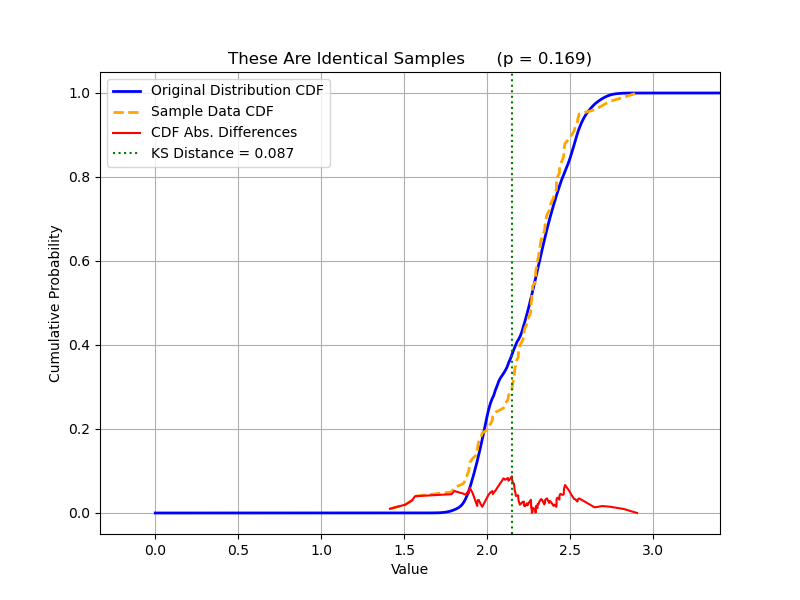 These Are Identical Samples (p = 0.169)
Original Distribution CDF
Sample Data CDF
CDF Abs. Differences
KS Distance = 0.087
Cumulative Probability
1.0
0.8
0.6
0.4
0.2
0.0
0.0 0.5 1.0 1.5 2.0 2.5 3.0
Value